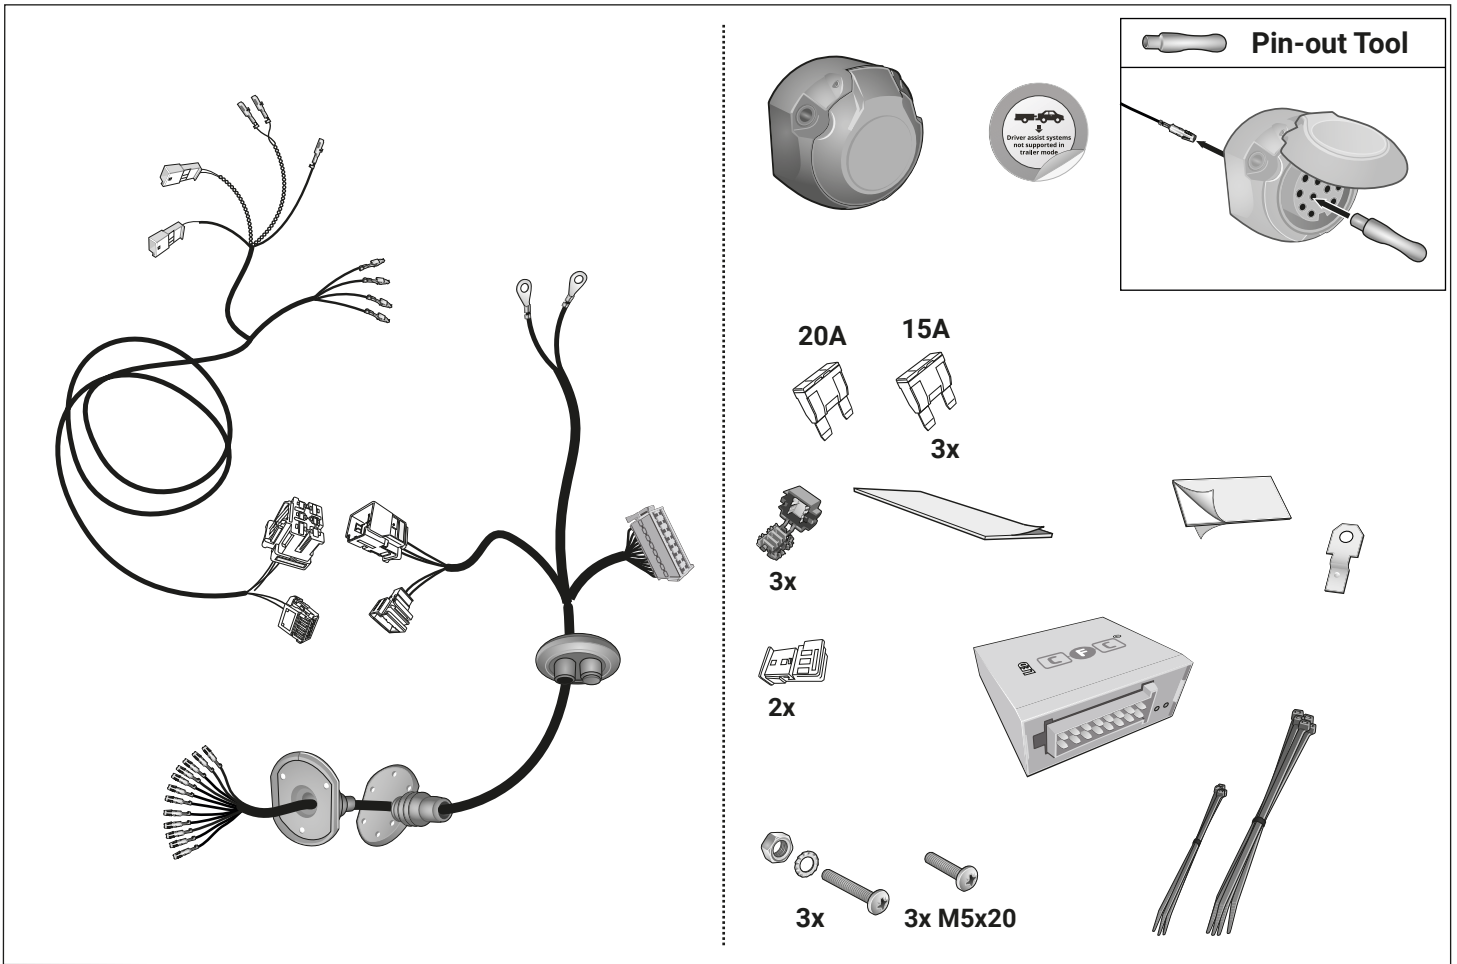 Pin-out Tool
Driver assist systems
not supported in
trailer mode
20A
15A
3x
3x
CFC
2x
3x
3x M5x20